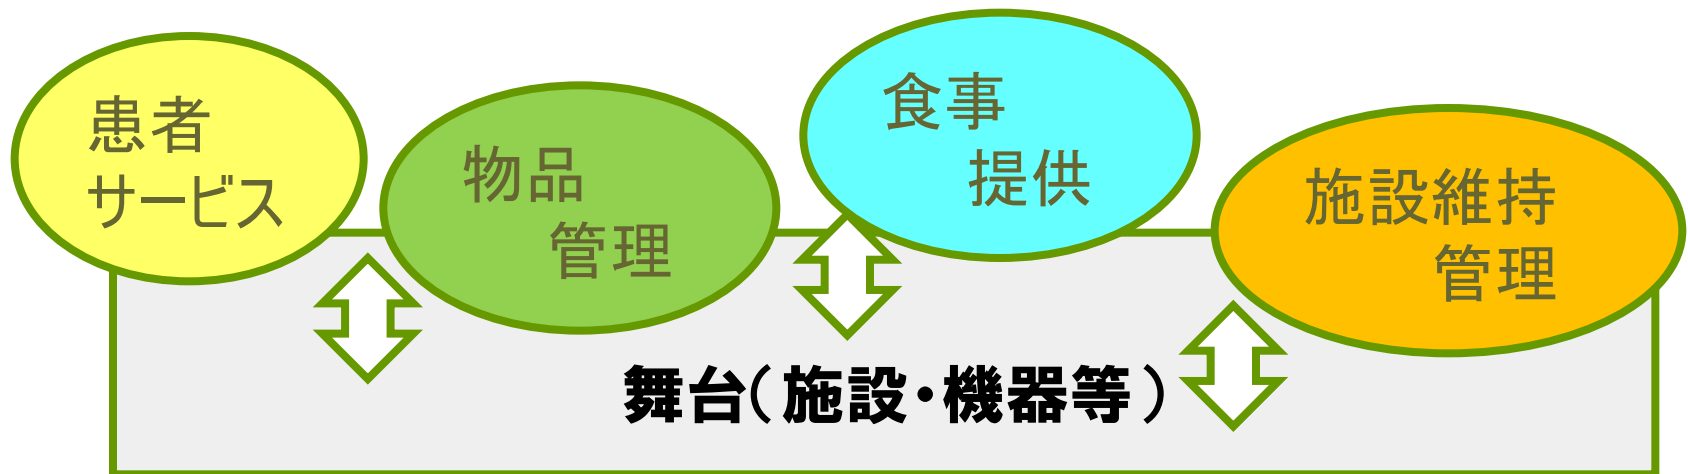 患者
サービス
物品
管理
食事
提供
施設維持
管理
舞台（施設・機器等）